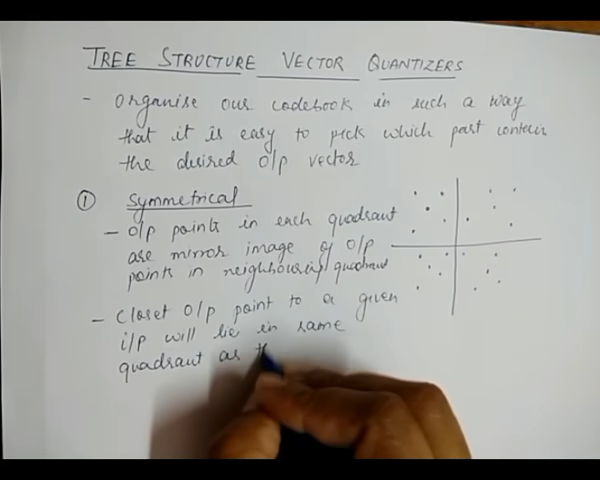 TREE STRUCTURE VECTOR QUANTIZERS
- Organise our codebook in such a way
that it is easy to pick which part contain
the desired O/p vector
① Symmetrical
- O/p points in each quadrant
are mirror image of O/p
points in neighbouring quadrant
- Closet O/p point to a given
i/p will lie in same
quadrant as t